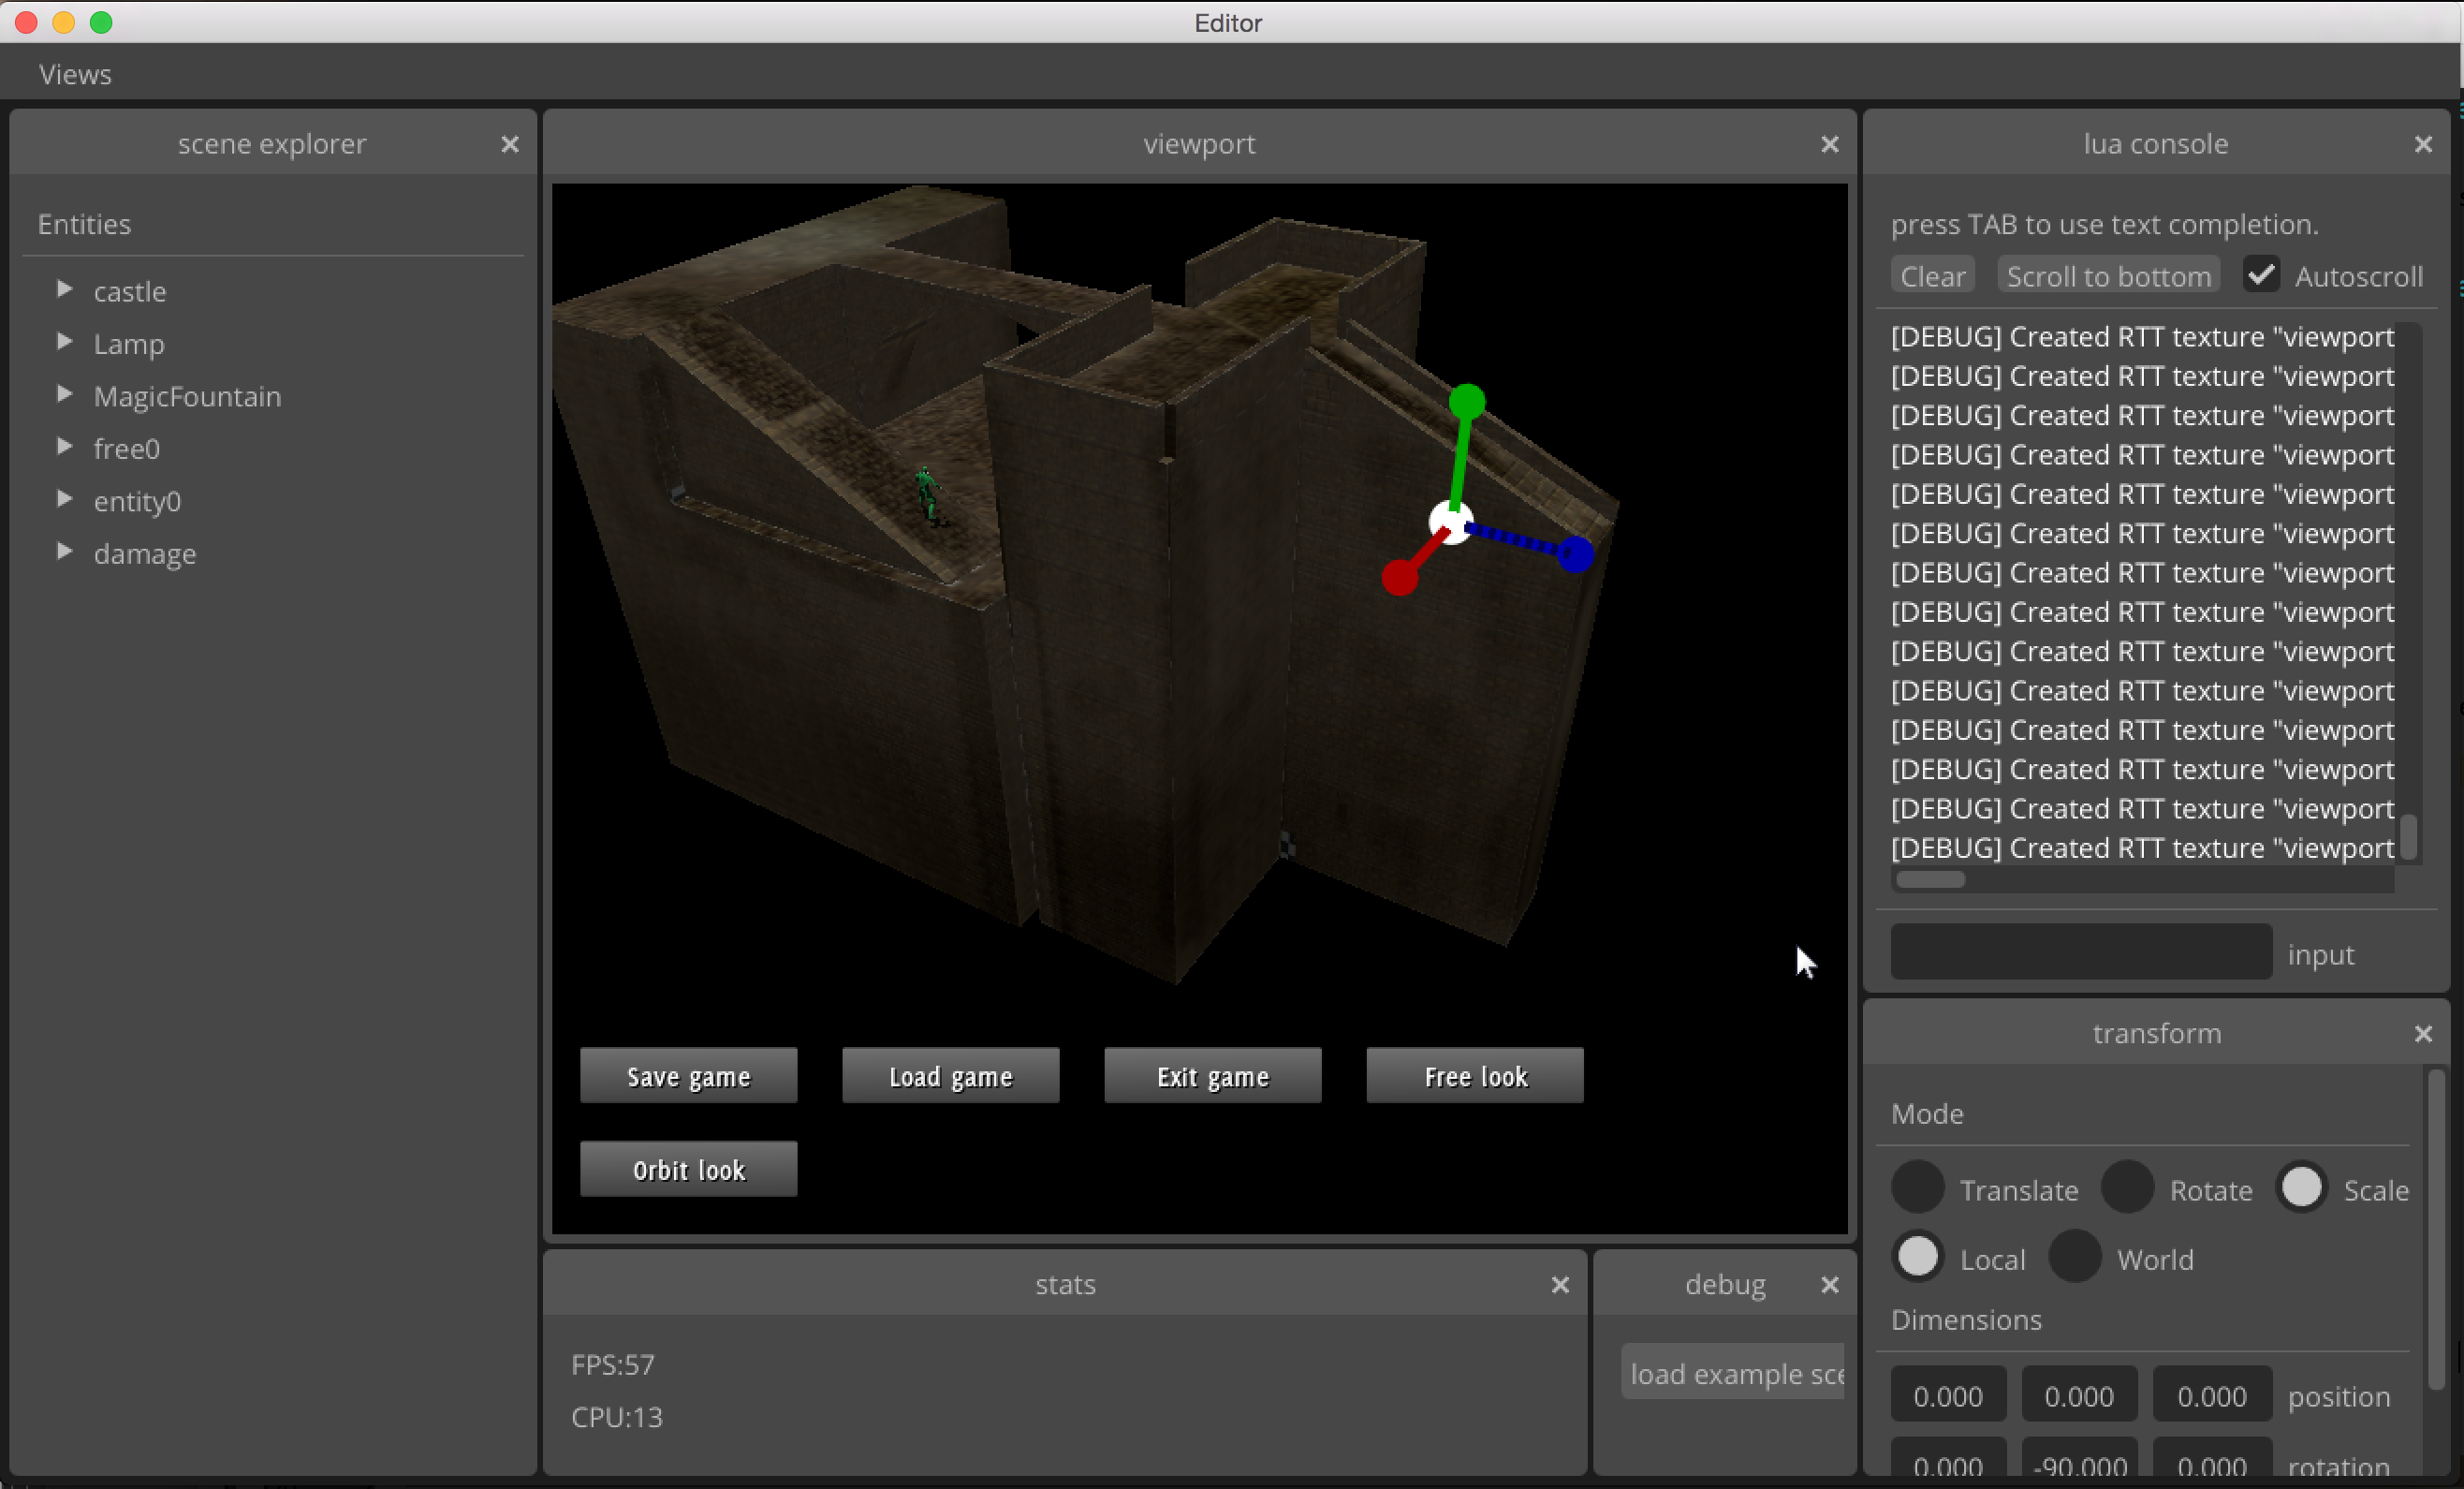 Editor
Views
scene explorer
Entities
castle
Lamp
MagicFountain
free0
entity0
damage
viewport
Save game
Load game
Exit game
Free look
Orbit look
stats
FPS:57
CPU:13
debug
load example sce
lua console
press TAB to use text completion.
Clear Scroll to bottom Autoscroll
[DEBUG] Created RTT texture "viewport
[DEBUG] Created RTT texture "viewport
[DEBUG] Created RTT texture "viewport
[DEBUG] Created RTT texture "viewport
[DEBUG] Created RTT texture "viewport
[DEBUG] Created RTT texture "viewport
[DEBUG] Created RTT texture "viewport
[DEBUG] Created RTT texture "viewport
[DEBUG] Created RTT texture "viewport
[DEBUG] Created RTT texture "viewport
[DEBUG] Created RTT texture "viewport
[DEBUG] Created RTT texture "viewport
[DEBUG] Created RTT texture "viewport
[DEBUG] Created RTT texture "viewport
input
transform
Mode
Translate Rotate Scale
Local World
Dimensions
0.000 0.000 0.000 position
0.000 -90.000 0.000 rotation